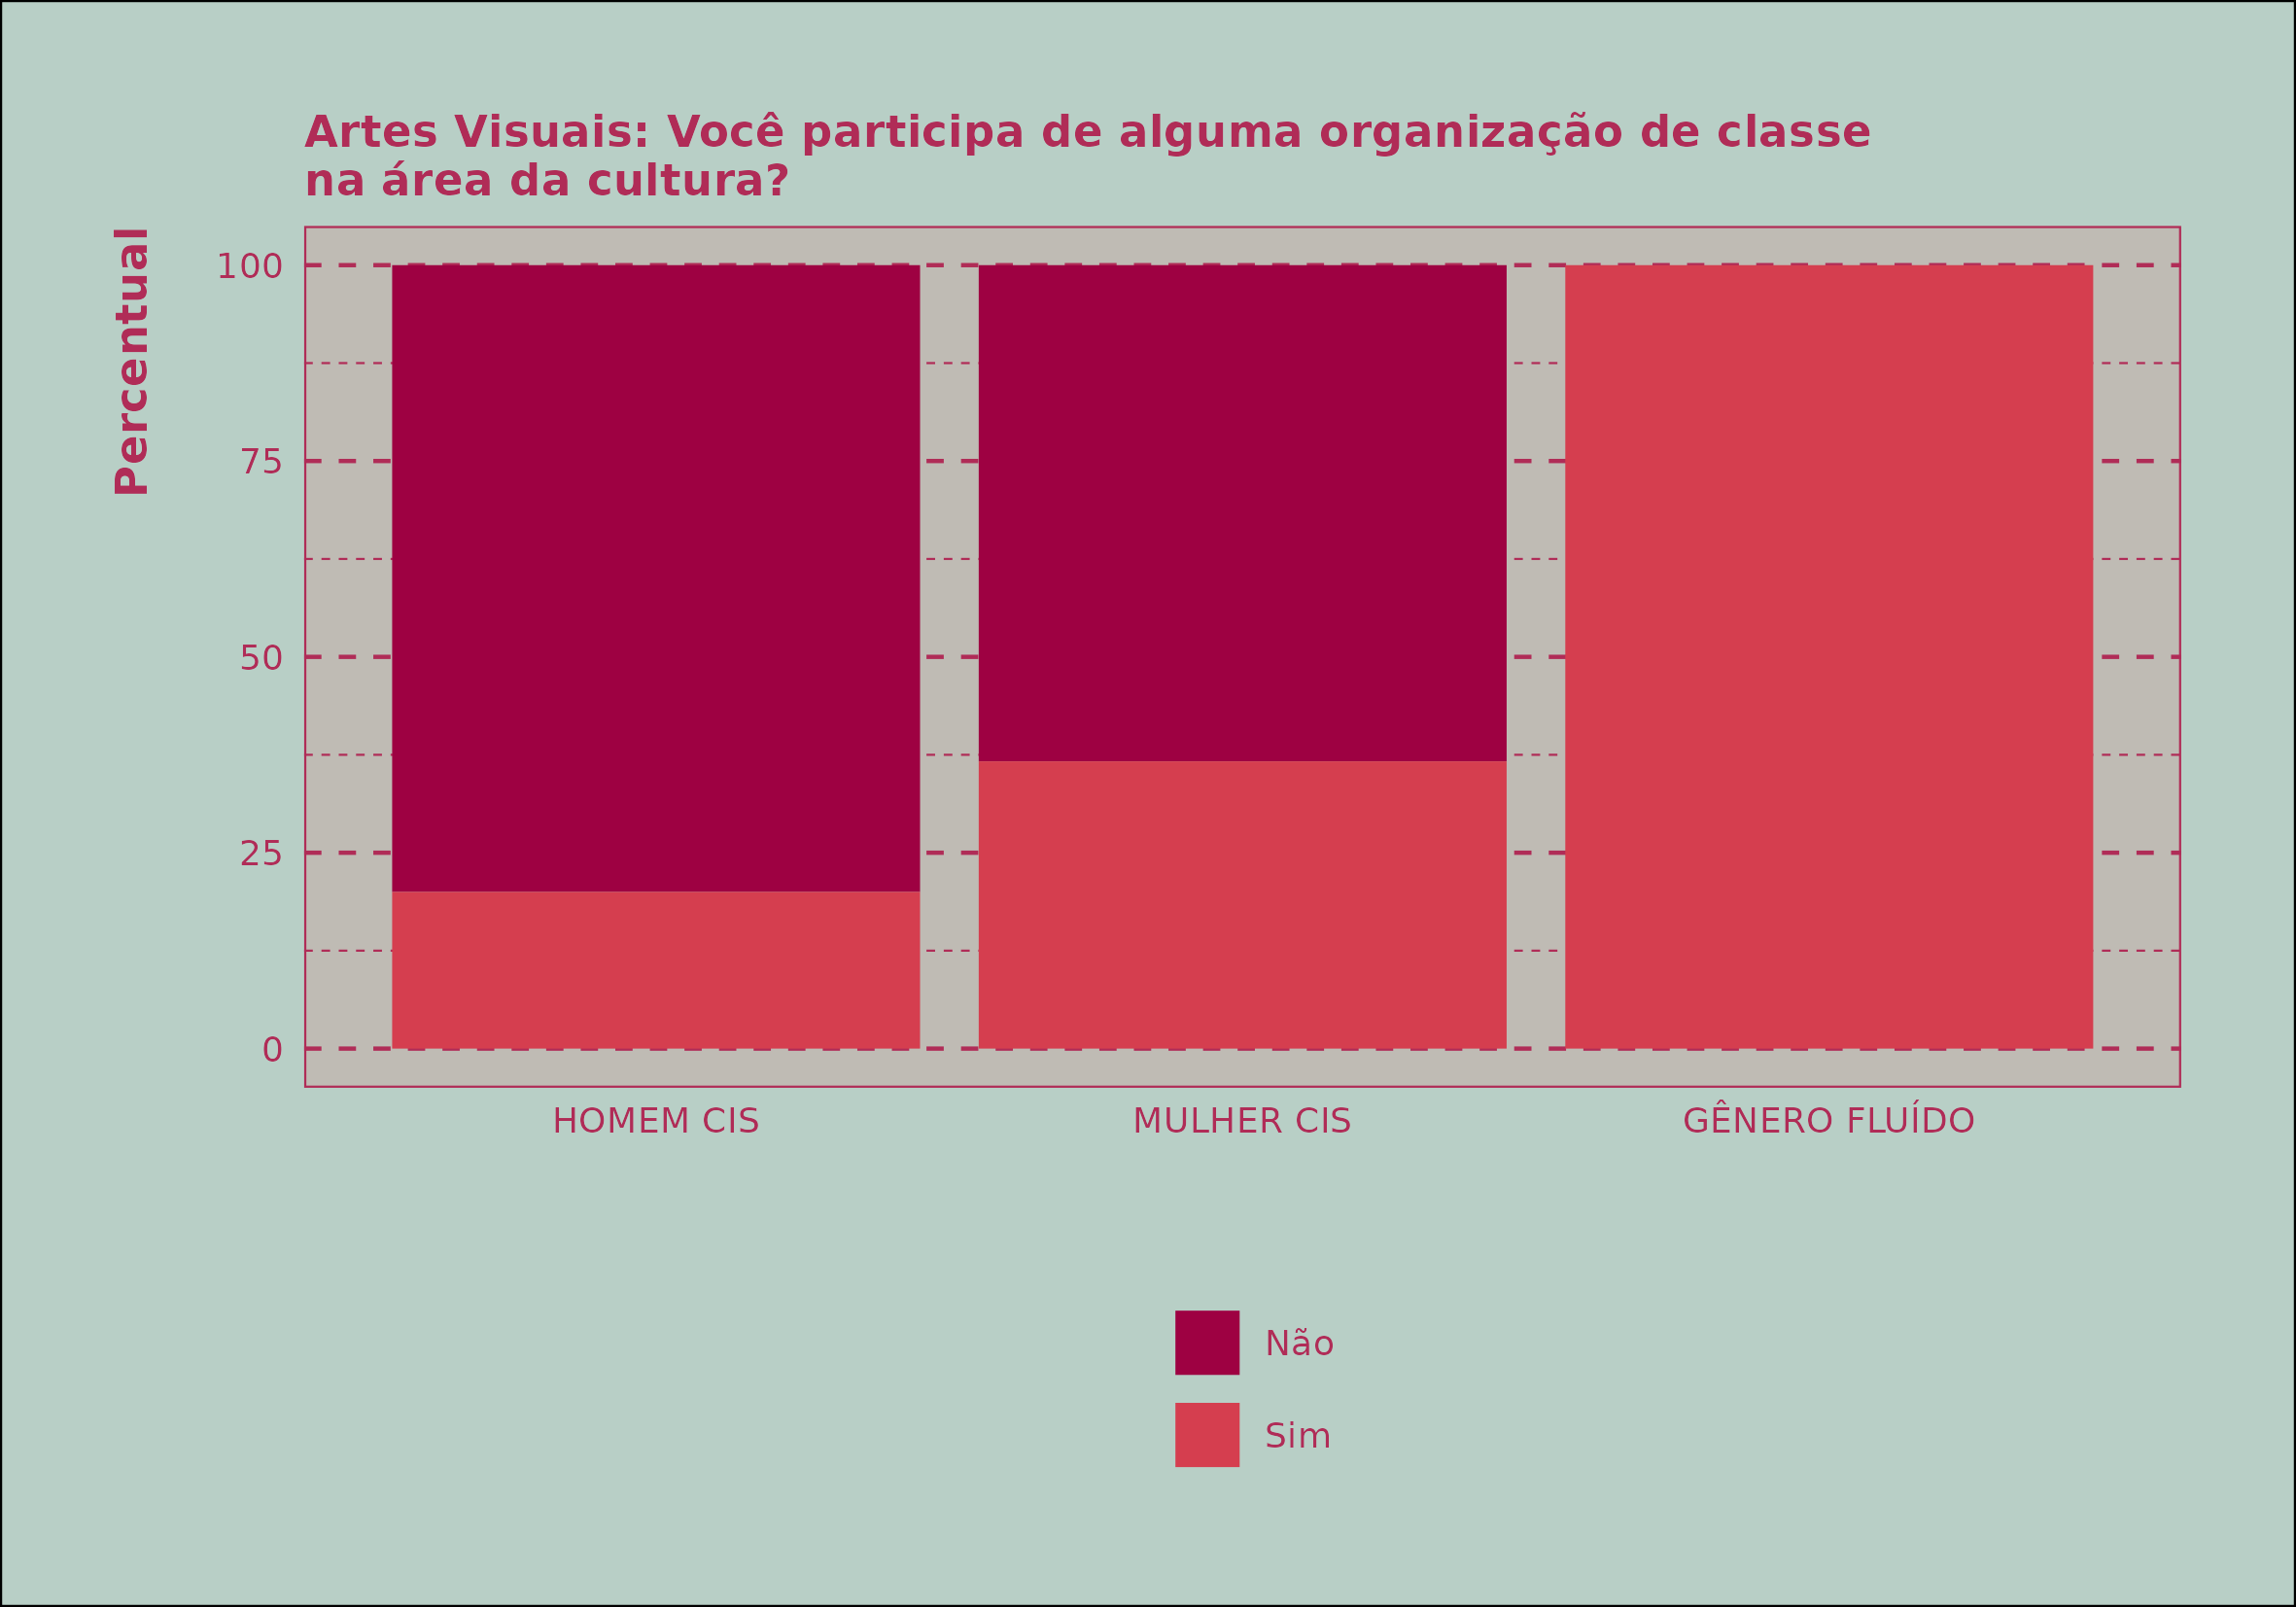 Artes Visuais: Você participa de alguma organização de classe
na área da cultura?
Percentual
100
75
50
25
0
HOMEM CIS
MULHER CIS
GÊNERO FLUÍDO
Não
Sim